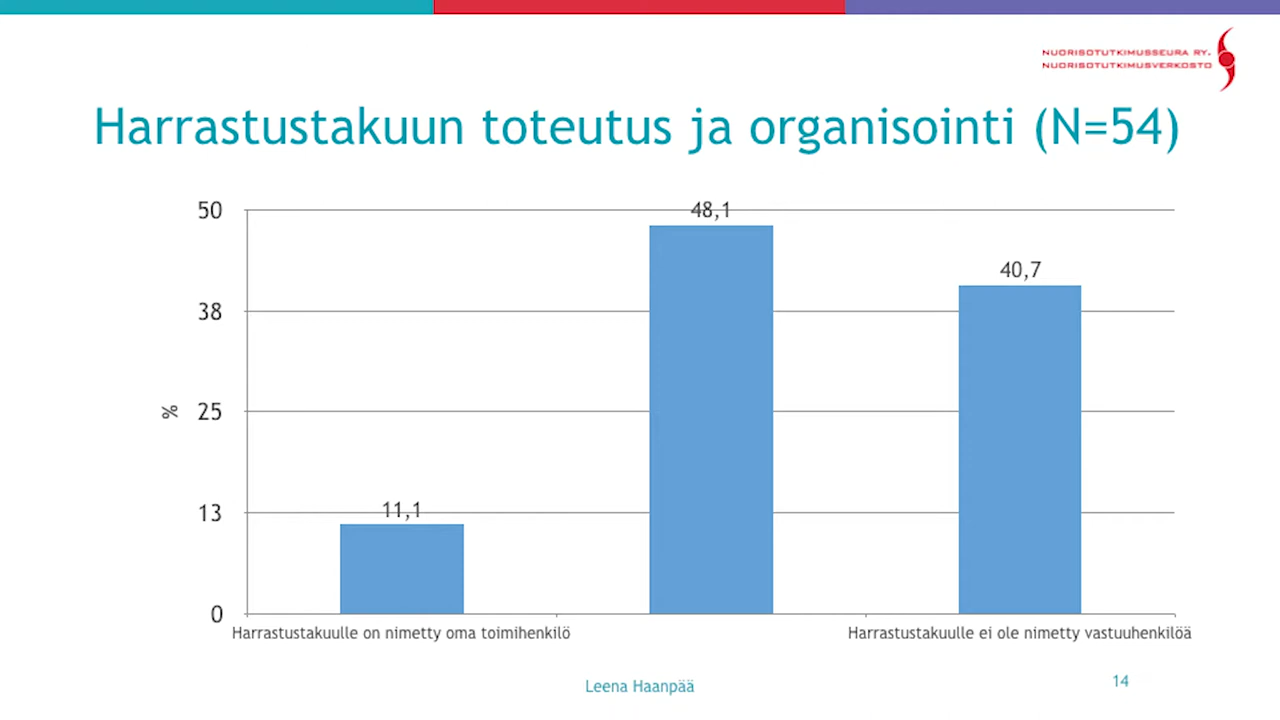 NUORISOTUTKIMUSSEURA RY.
NUORISOTUTKIMUSVERKOSTO
Harrastustakuun toteutus ja organisointi (N=54)
50
48,1
40,7
38
%
25
11,1
13
0
Harrastustakuulle on nimetty oma toimihenkilö
Harrastustakuulle ei ole nimetty vastuuhenkilöä
Leena Haanpää
14